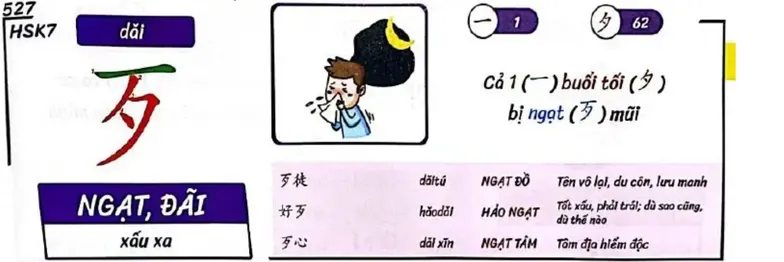 527
HSK7
dǎi
歹
NGẠT, ĐÃI
xấu xa
一 1
夕 62
Cả 1 (一) buổi tối (夕)
bị ngạt (歹) mũi
歹徒 dǎitú NGẠT ĐỒ Tên vô lại, du côn, lưu manh
好歹 hǎodǎi HẢO NGẠT Tốt xấu, phải trái; dù sao cũng,
dù thế nào
歹心 dǎi xīn NGẠT TÂM Tâm địa hiểm độc